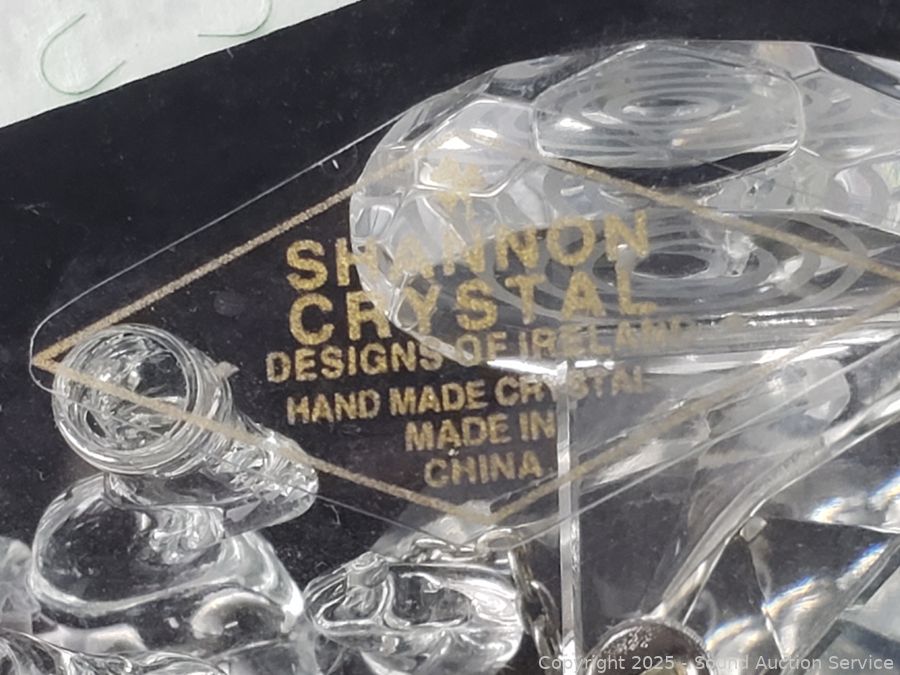 SHANNON
CRYSTAL
DESIGNS OF IRELAND
HAND MADE CRYSTAL
MADE IN
CHINA
Copyright 2025 - Sound Auction Service